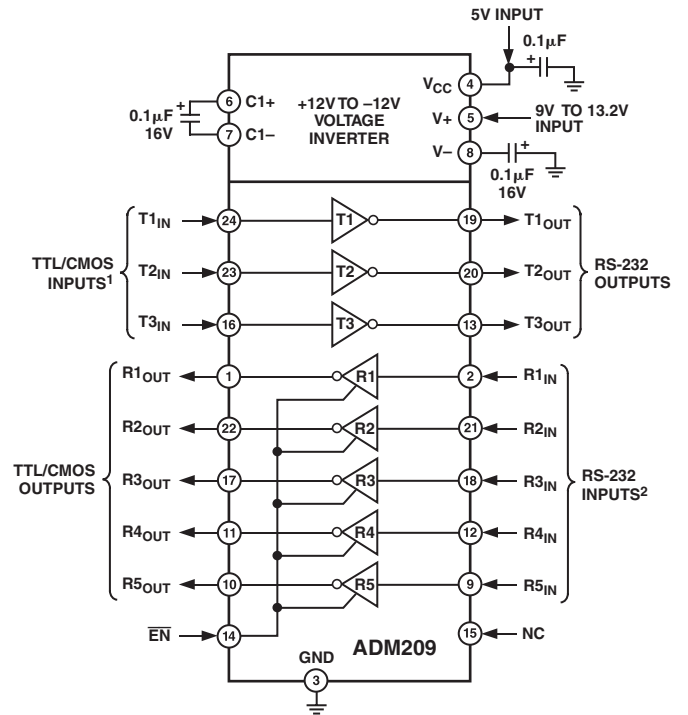 5V INPUT
0.1µF
+
VCC 4
6 C1+
+12V TO –12V
VOLTAGE
INVERTER
0.1µF
16V
+
7 C1–
V+ 5
9V TO 13.2V
INPUT
V– 8
+
0.1µF
16V
TTL/CMOS
INPUTS1
T1IN 24 T1 19 T1OUT
T2IN 23 T2 20 T2OUT
T3IN 16 T3 13 T3OUT
RS-232
OUTPUTS
TTL/CMOS
OUTPUTS
R1OUT 1 R1 2 R1IN
R2OUT 22 R2 21 R2IN
R3OUT 17 R3 18 R3IN
R4OUT 11 R4 12 R4IN
R5OUT 10 R5 9 R5IN
RS-232
INPUTS2
EN 14
15 NC
ADM209
GND
3